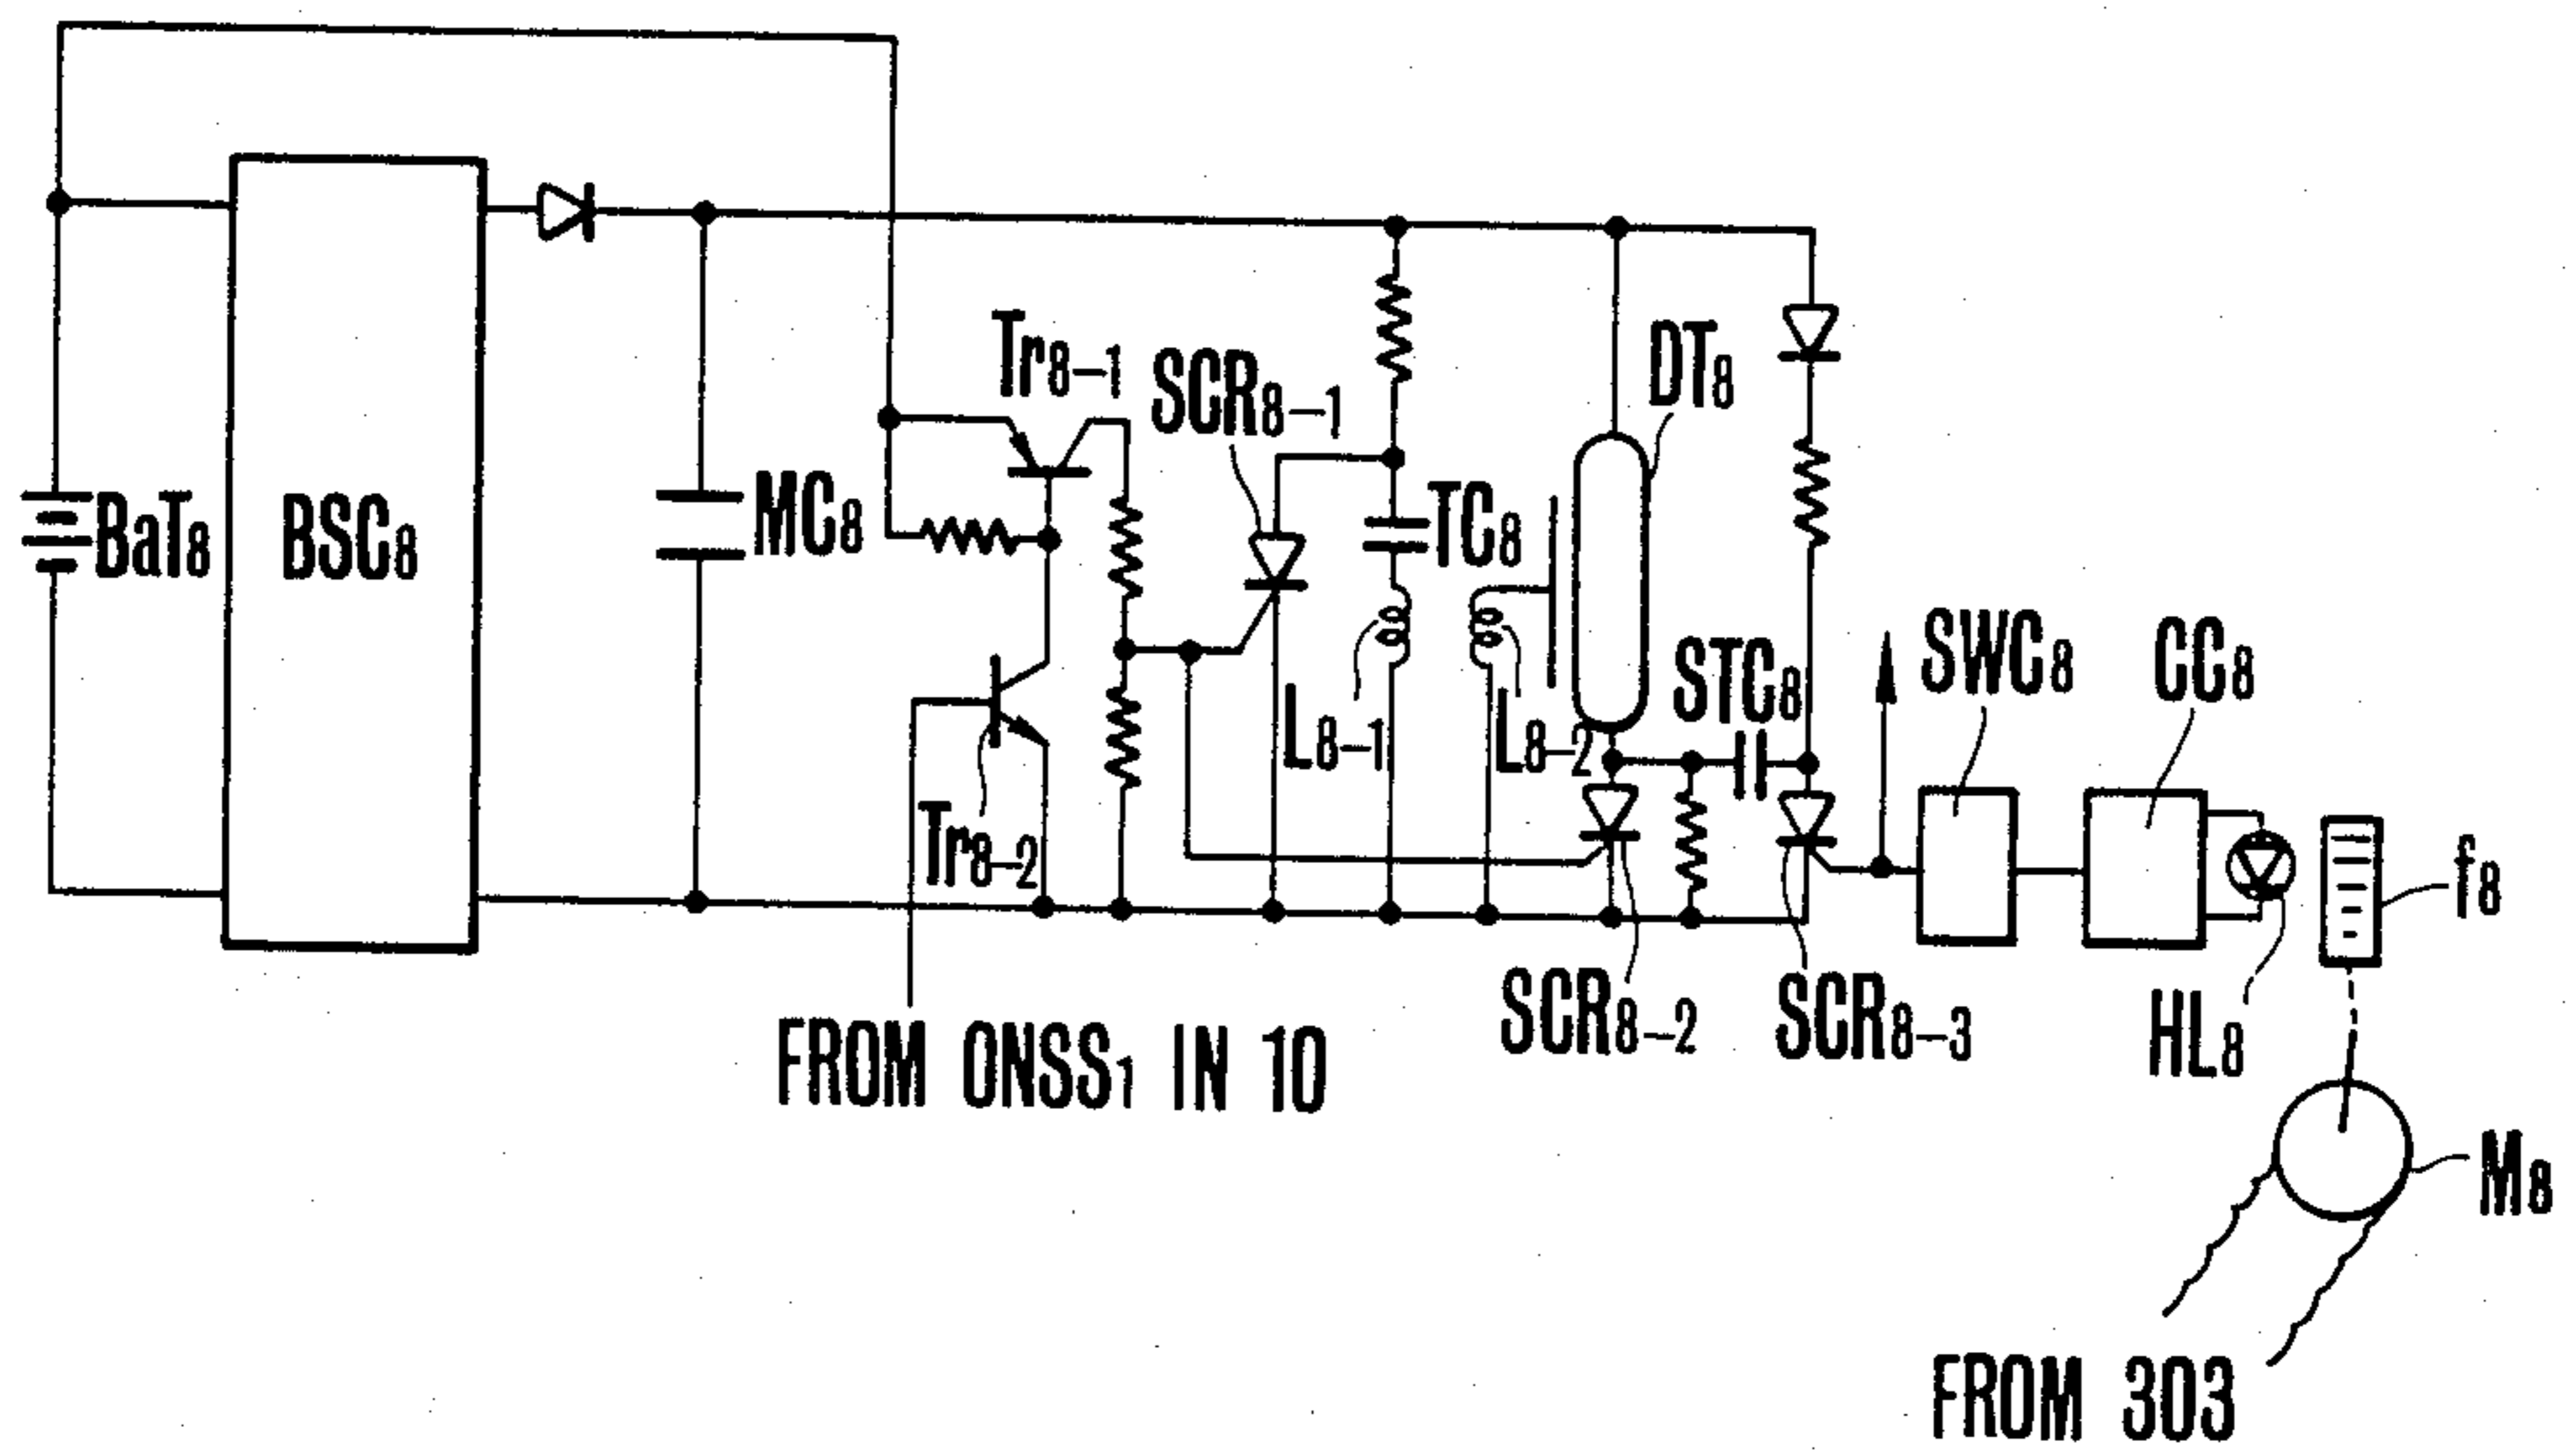 Tr8-1
SCR8-1
DT8
BaT8
BSC8
MC8
TC8
STC8
SWC8
CC8
L8-1
L8-2
Tr8-2
f8
SCR8-2
SCR8-3
HL8
FROM ONSS1 IN 10
M8
FROM 303